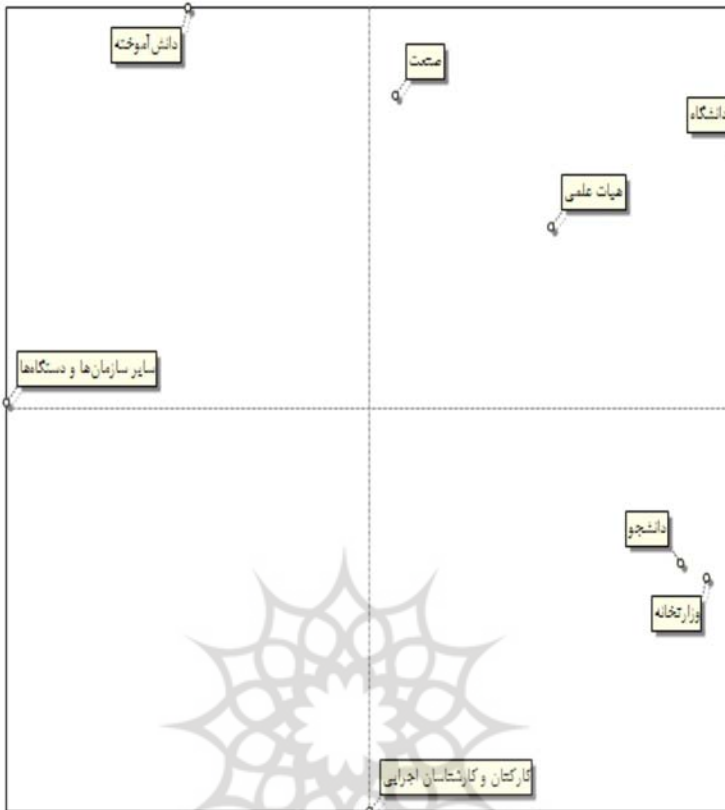 دانش‌آموخته
صنعت
دانشگاه
هیات علمی
سایر سازمان‌ها و دستگاه‌ها
دانشجو
وزارتخانه
کارکنان و کارشناسان اجرایی